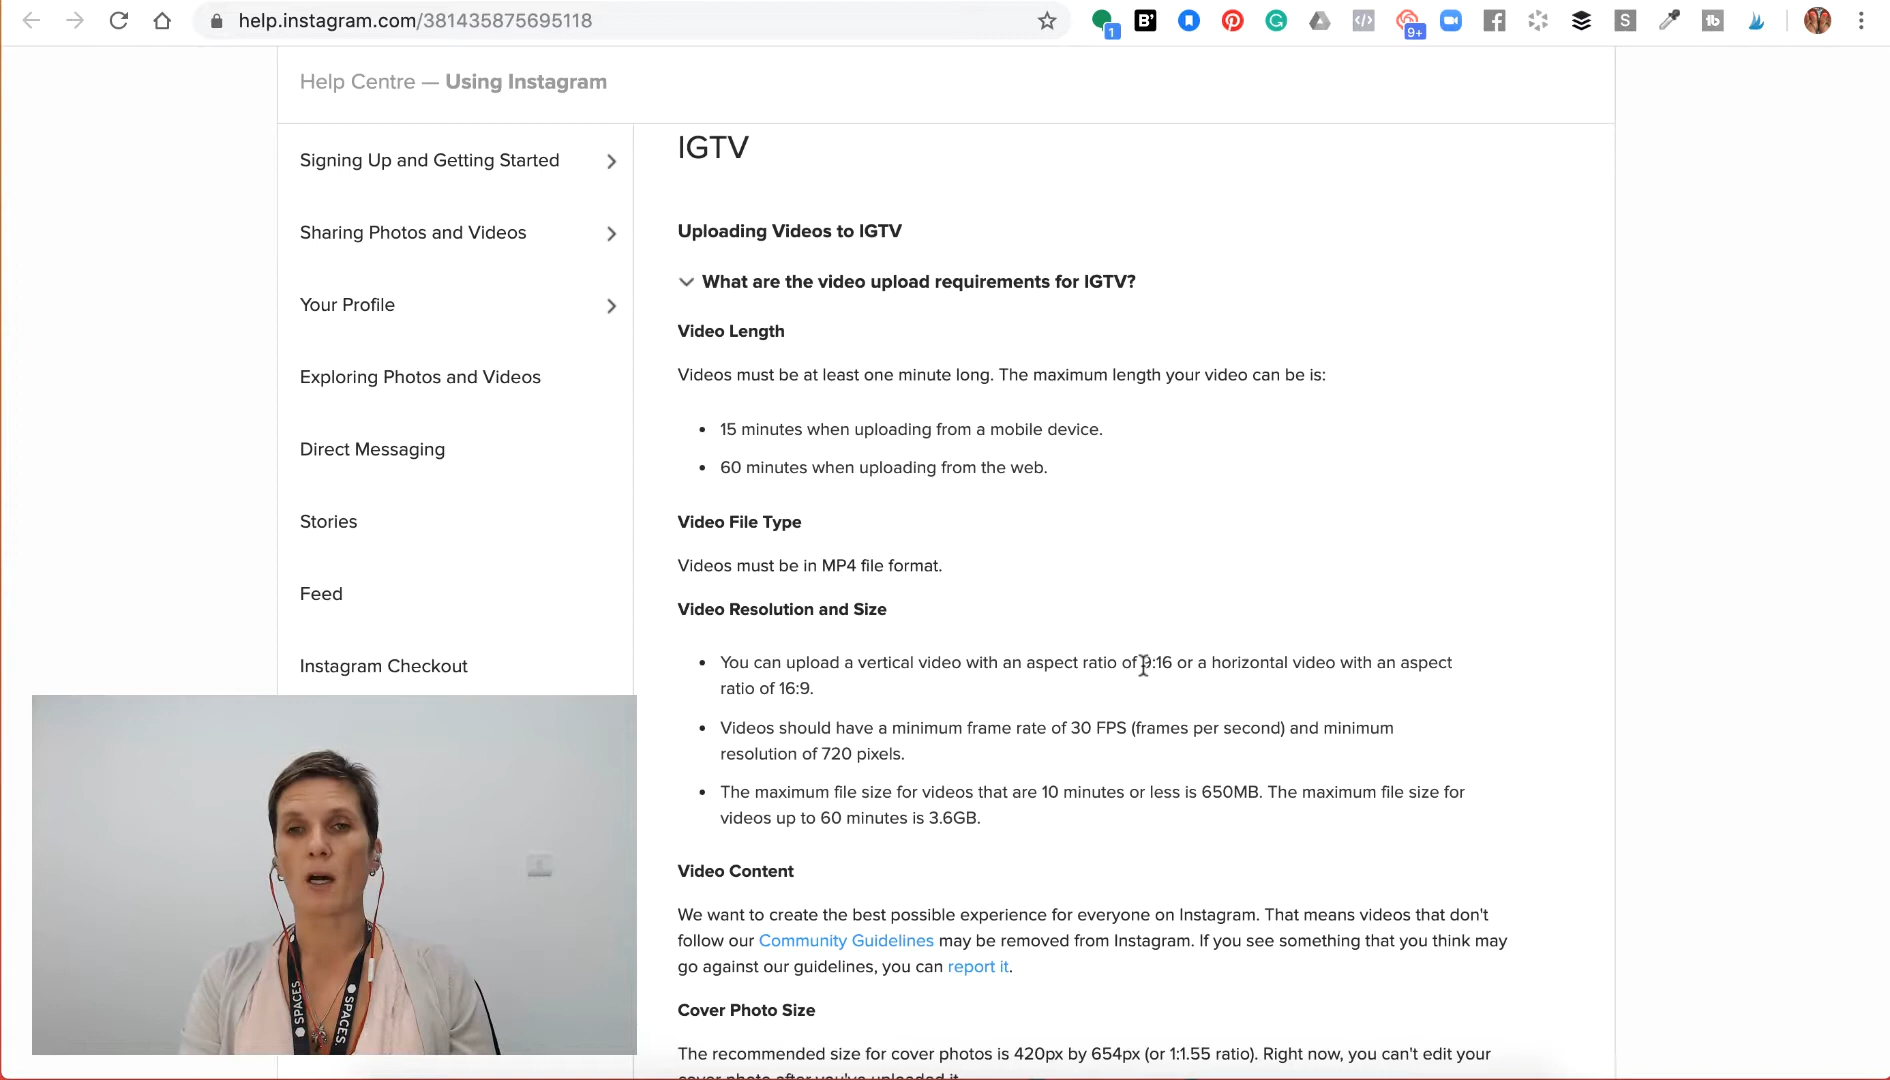 help.instagram.com/381435875695118
1
B'
9+
S
tb
Help Centre — Using Instagram
Signing Up and Getting Started
Sharing Photos and Videos
Your Profile
Exploring Photos and Videos
Direct Messaging
Stories
Feed
Instagram Checkout
IGTV
Uploading Videos to IGTV
What are the video upload requirements for IGTV?
Video Length
Videos must be at least one minute long. The maximum length your video can be is:
• 15 minutes when uploading from a mobile device.
• 60 minutes when uploading from the web.
Video File Type
Videos must be in MP4 file format.
Video Resolution and Size
• You can upload a vertical video with an aspect ratio of 9:16 or a horizontal video with an aspect
ratio of 16:9.
• Videos should have a minimum frame rate of 30 FPS (frames per second) and minimum
resolution of 720 pixels.
• The maximum file size for videos that are 10 minutes or less is 650MB. The maximum file size for
videos up to 60 minutes is 3.6GB.
Video Content
We want to create the best possible experience for everyone on Instagram. That means videos that don't
follow our Community Guidelines may be removed from Instagram. If you see something that you think may
go against our guidelines, you can report it.
Cover Photo Size
The recommended size for cover photos is 420px by 654px (or 1:1.55 ratio). Right now, you can't edit your
cover photo after you've uploaded it.
SPACES
SPACES.